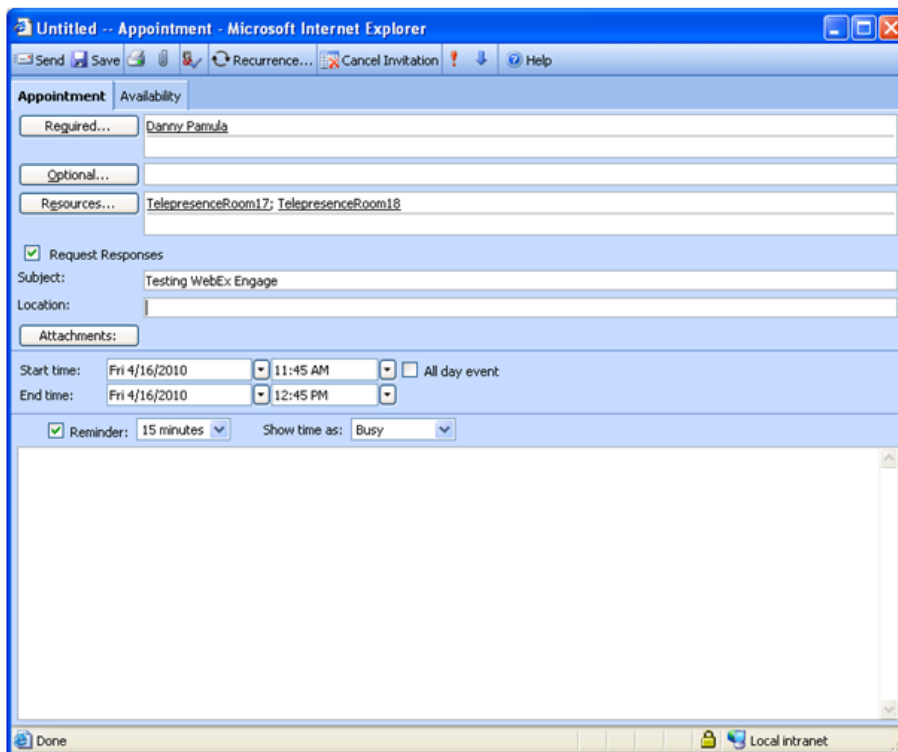 Untitled -- Appointment - Microsoft Internet Explorer
Send Save Recurrence... Cancel Invitation Help
Appointment Availability
Required... Danny Pamula
Optional...
Resources... TelepresenceRoom17; TelepresenceRoom18
Request Responses
Subject: Testing WebEx Engage
Location:
Attachments:
Start time: Fri 4/16/2010 11:45 AM All day event
End time: Fri 4/16/2010 12:45 PM
Reminder: 15 minutes Show time as: Busy
Done Local intranet